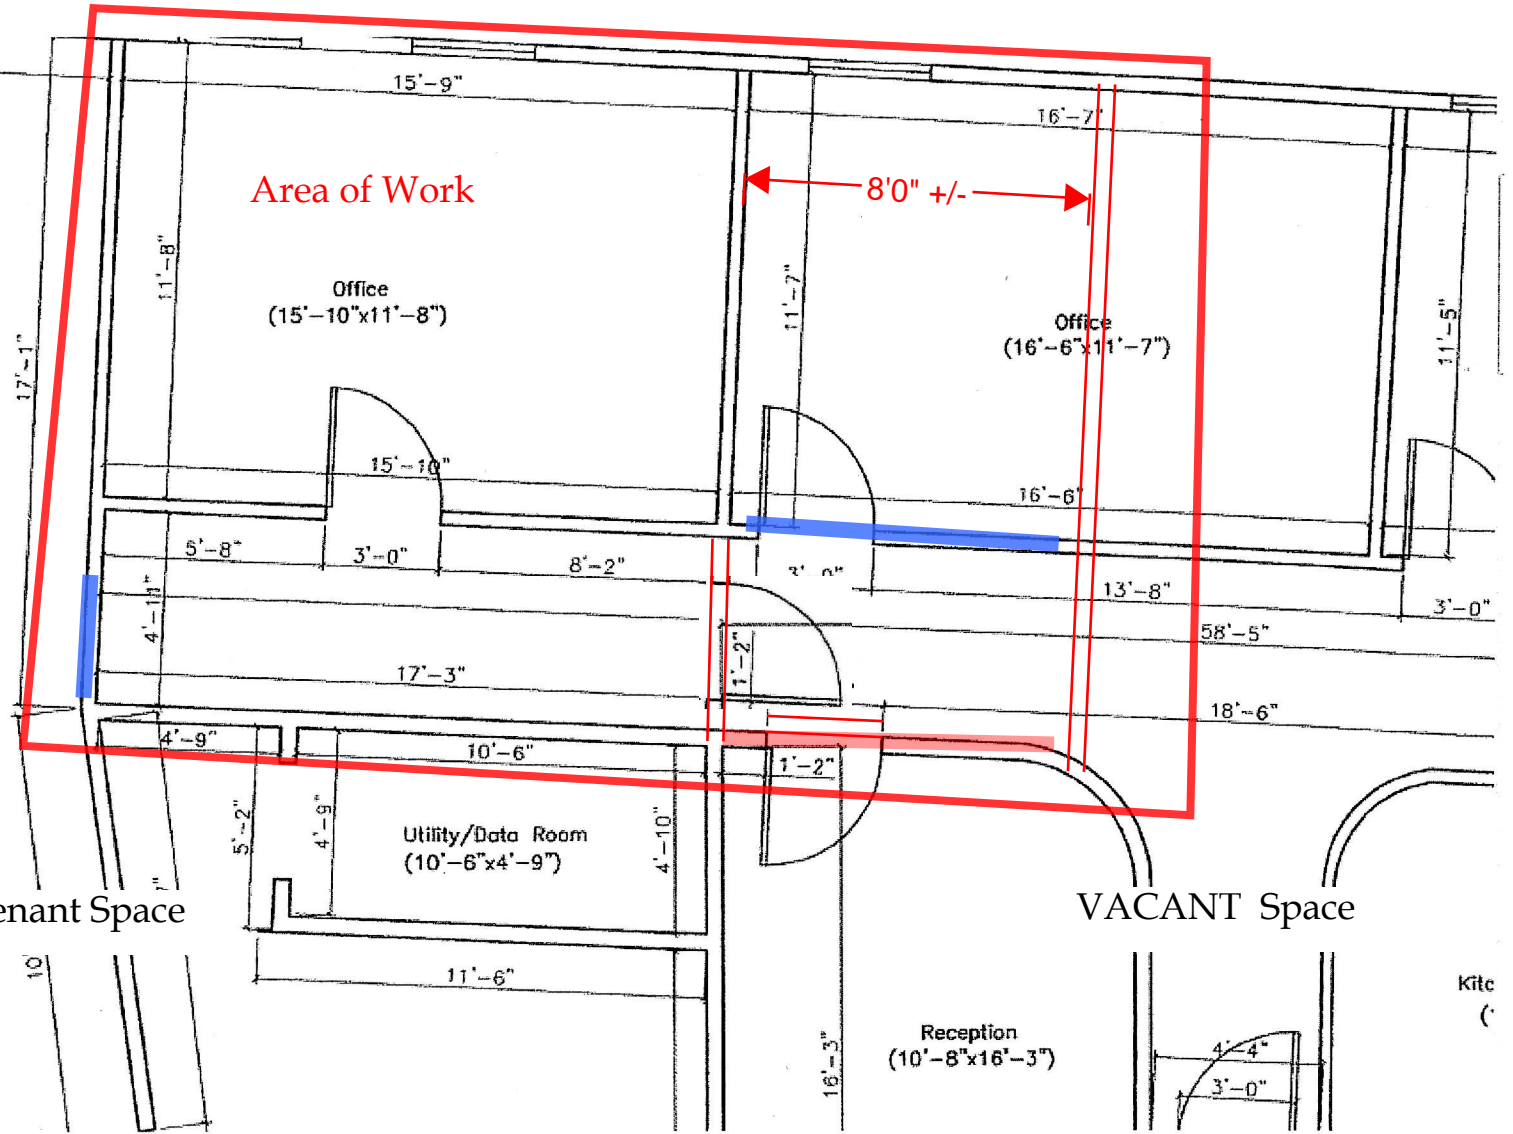 15'-9"
16'-7"
Area of Work
8'0" +/-
11'-8"
Office
(15'-10"x11'-8")
11'-7"
Office
(16'-6"x11'-7")
11'-5"
17'-1"
15'-10"
16'-6"
5'-8"
3'-0"
8'-2"
13'-8"
3'-0"
4'-11"
58'-5"
1'-2"
17'-3"
18'-6"
4'-9"
10'-6"
1'-2"
5'-2"
4'-9"
Utility/Data Room
(10'-6"x4'-9")
4'-10"
enant Space
VACANT Space
10'
11'-6"
Kitc
Reception
(10'-8"x16'-3")
16'-3"
4'-4"
3'-0"